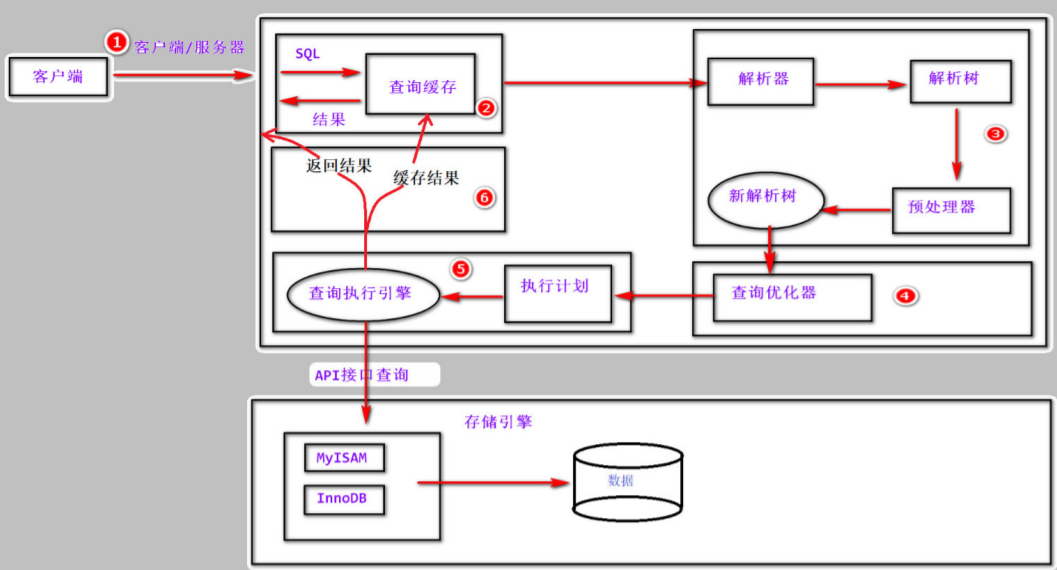 1 客户端/服务器
客户端
SQL
查询缓存
2
结果
解析器
解析树
3
预处理器
新解析树
返回结果
缓存结果
6
5
查询执行引擎
执行计划
查询优化器
4
API接口查询
存储引擎
MyISAM
InnoDB
数据